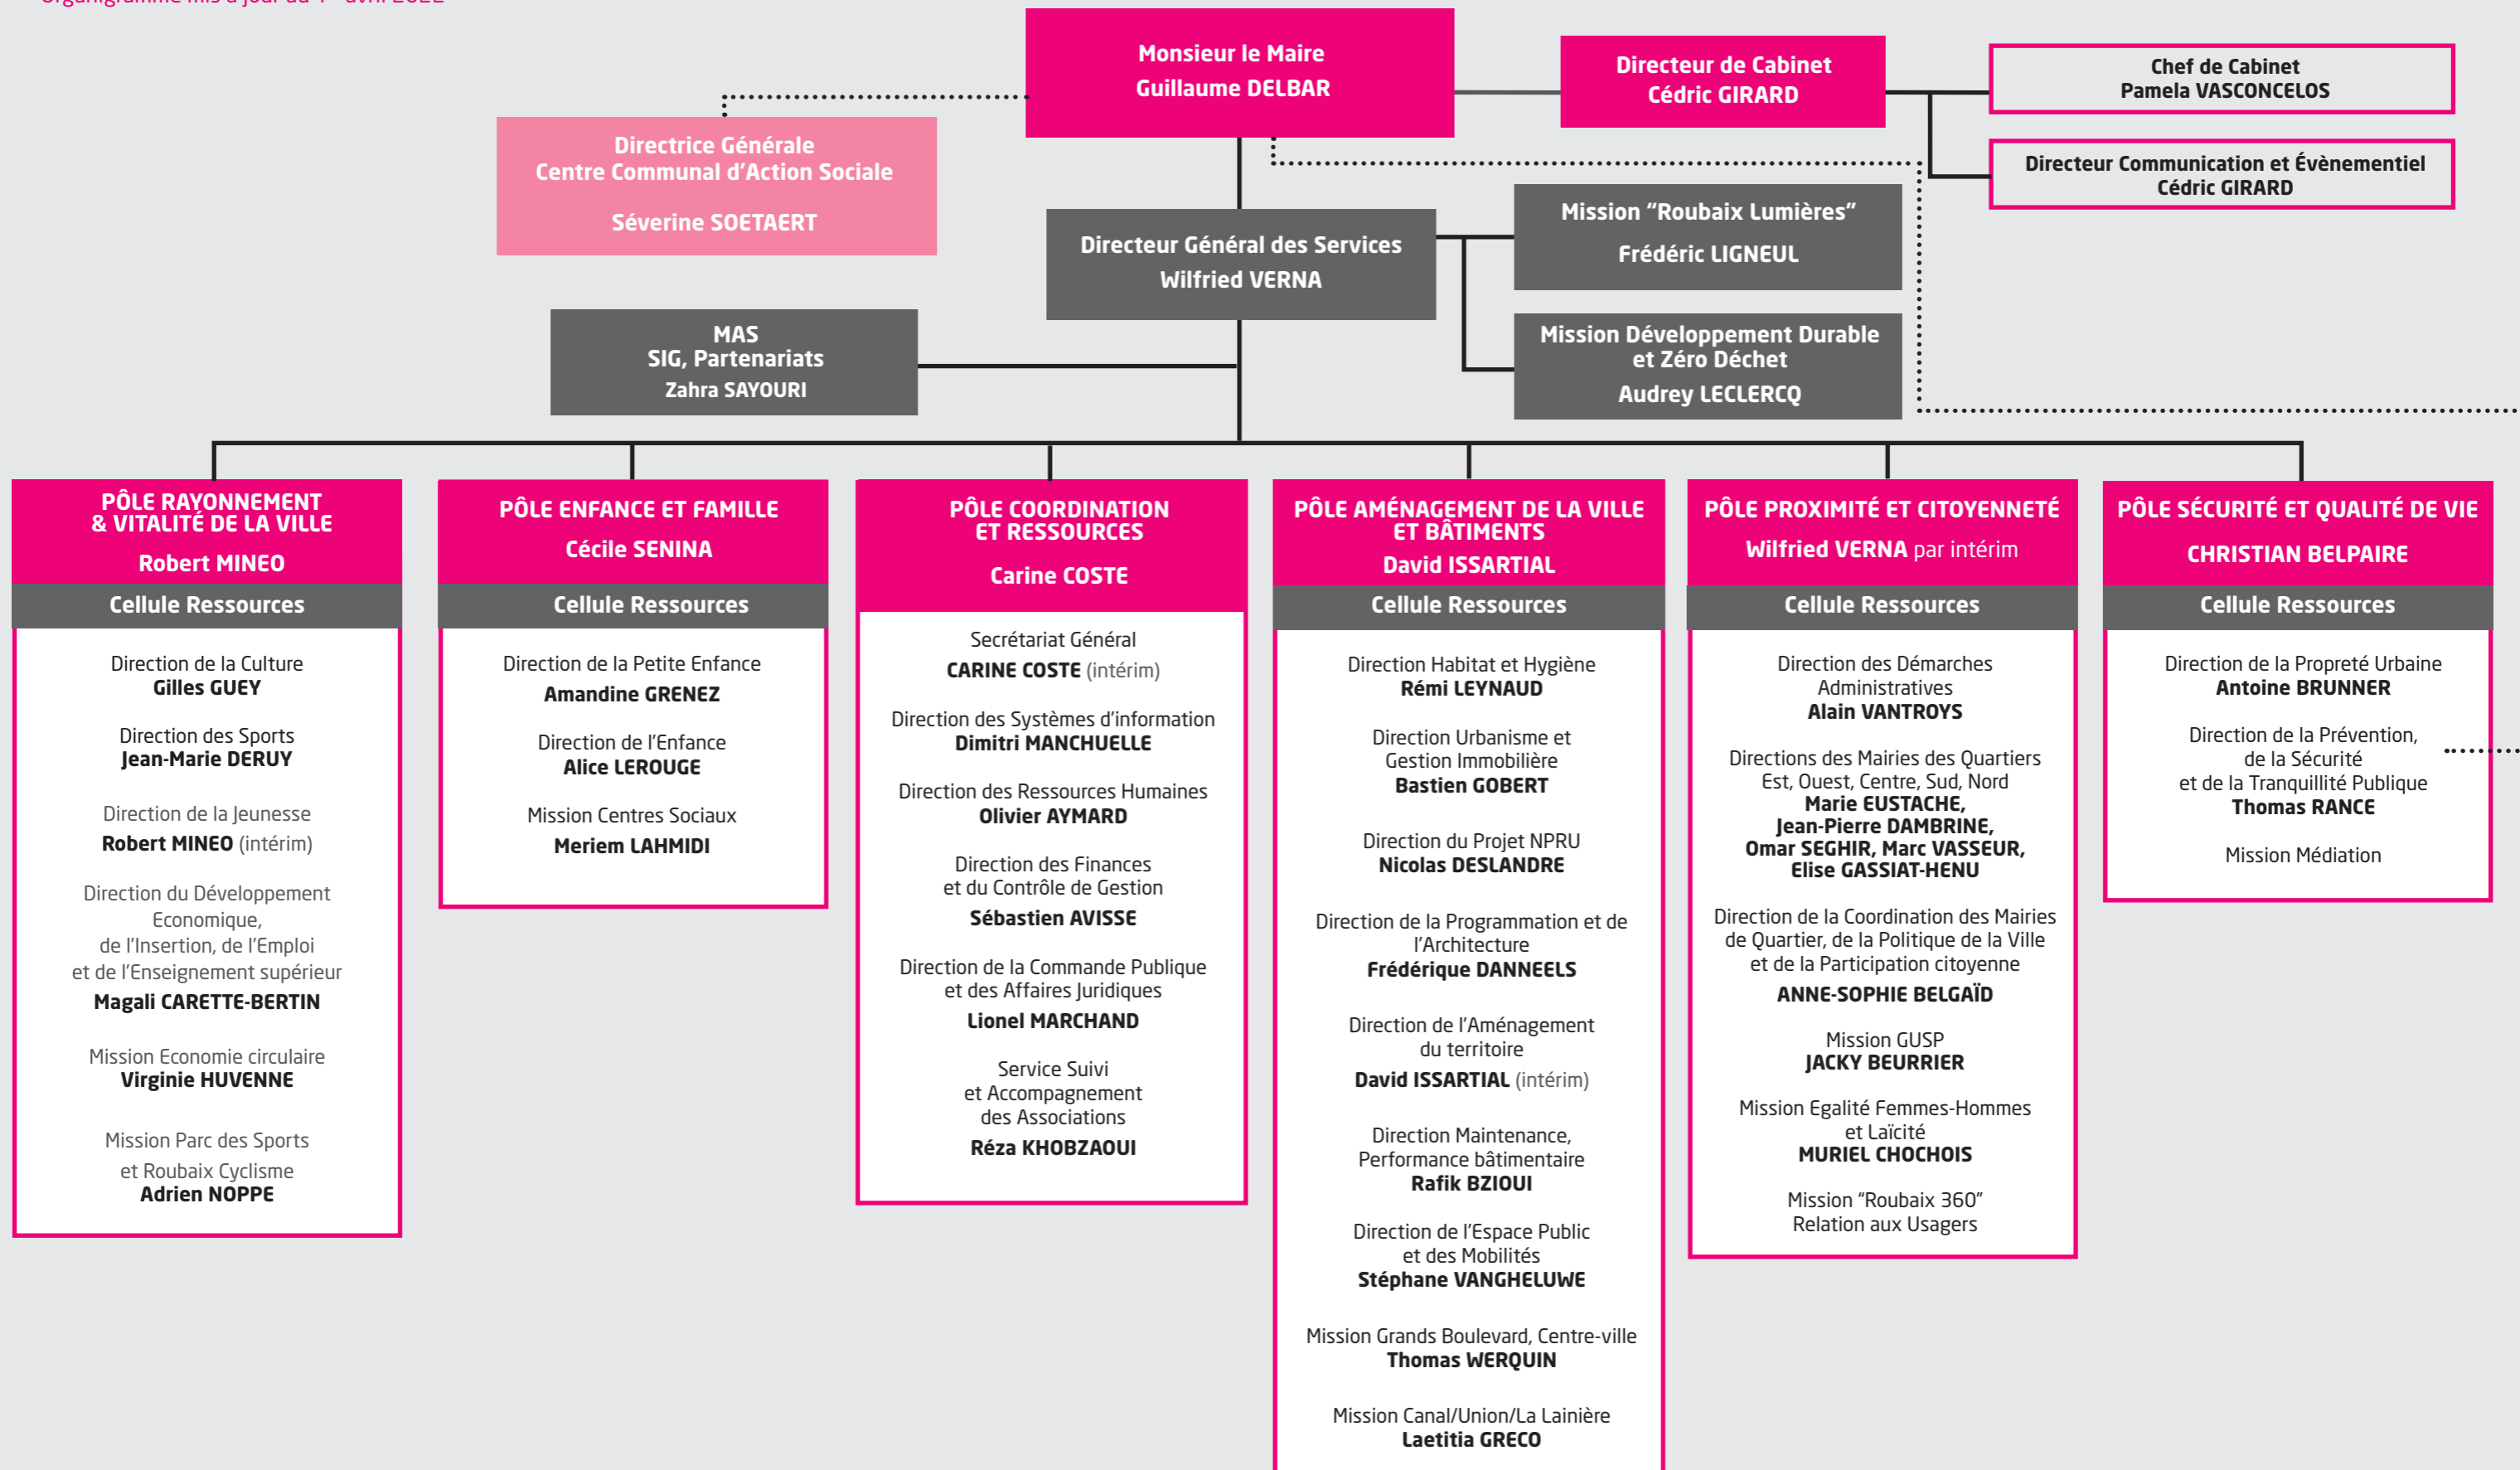 Organigramme mis à jour au 1er avril 2022
Monsieur le Maire
Guillaume DELBAR
Directeur de Cabinet
Cédric GIRARD
Chef de Cabinet
Pamela VASCONCELOS
Directeur Communication et Évènementiel
Cédric GIRARD
Directrice Générale
Centre Communal d'Action Sociale
Séverine SOETAERT
Directeur Général des Services
Wilfried VERNA
Mission “Roubaix Lumières”
Frédéric LIGNEUL
Mission Développement Durable
et Zéro Déchet
Audrey LECLERCQ
MAS
SIG, Partenariats
Zahra SAYOURI
PÔLE RAYONNEMENT
& VITALITÉ DE LA VILLE
Robert MINEO
Cellule Ressources
Direction de la Culture
Gilles GUEY
Direction des Sports
Jean-Marie DERUY
Direction de la Jeunesse
Robert MINEO (intérim)
Direction du Développement
Economique,
de l'Insertion, de l'Emploi
et de l'Enseignement supérieur
Magali CARETTE-BERTIN
Mission Economie circulaire
Virginie HUVENNE
Mission Parc des Sports
et Roubaix Cyclisme
Adrien NOPPE
PÔLE ENFANCE ET FAMILLE
Cécile SENINA
Cellule Ressources
Direction de la Petite Enfance
Amandine GRENEZ
Direction de l'Enfance
Alice LEROUGE
Mission Centres Sociaux
Meriem LAHMIDI
PÔLE COORDINATION
ET RESSOURCES
Carine COSTE
Secrétariat Général
CARINE COSTE (intérim)
Direction des Systèmes d'information
Dimitri MANCHUELLE
Direction des Ressources Humaines
Olivier AYMARD
Direction des Finances
et du Contrôle de Gestion
Sébastien AVISSE
Direction de la Commande Publique
et des Affaires Juridiques
Lionel MARCHAND
Service Suivi
et Accompagnement
des Associations
Réza KHOBZAOUI
PÔLE AMÉNAGEMENT DE LA VILLE
ET BÂTIMENTS
David ISSARTIAL
Cellule Ressources
Direction Habitat et Hygiène
Rémi LEYNAUD
Direction Urbanisme et
Gestion Immobilière
Bastien GOBERT
Direction du Projet NPRU
Nicolas DESLANDRE
Direction de la Programmation et de
l'Architecture
Frédérique DANNEELS
Direction de l'Aménagement
du territoire
David ISSARTIAL (intérim)
Direction Maintenance,
Performance bâtimentaire
Rafik BZIOUI
Direction de l'Espace Public
et des Mobilités
Stéphane VANGHELUWE
Mission Grands Boulevard, Centre-ville
Thomas WERQUIN
Mission Canal/Union/La Lainière
Laetitia GRECO
PÔLE PROXIMITÉ ET CITOYENNETÉ
Wilfried VERNA par intérim
Cellule Ressources
Direction des Démarches
Administratives
Alain VANTROYS
Directions des Mairies des Quartiers
Est, Ouest, Centre, Sud, Nord
Marie EUSTACHE,
Jean-Pierre DAMBRINE,
Omar SEGHIR, Marc VASSEUR,
Elise GASSIAT-HENU
Direction de la Coordination des Mairies
de Quartier, de la Politique de la Ville
et de la Participation citoyenne
ANNE-SOPHIE BELGAÏD
Mission GUSP
JACKY BEURRIER
Mission Egalité Femmes-Hommes
et Laïcité
MURIEL CHOCHOIS
Mission “Roubaix 360”
Relation aux Usagers
PÔLE SÉCURITÉ ET QUALITÉ DE VIE
CHRISTIAN BELPAIRE
Cellule Ressources
Direction de la Propreté Urbaine
Antoine BRUNNER
Direction de la Prévention,
de la Sécurité
et de la Tranquillité Publique
Thomas RANCE
Mission Médiation